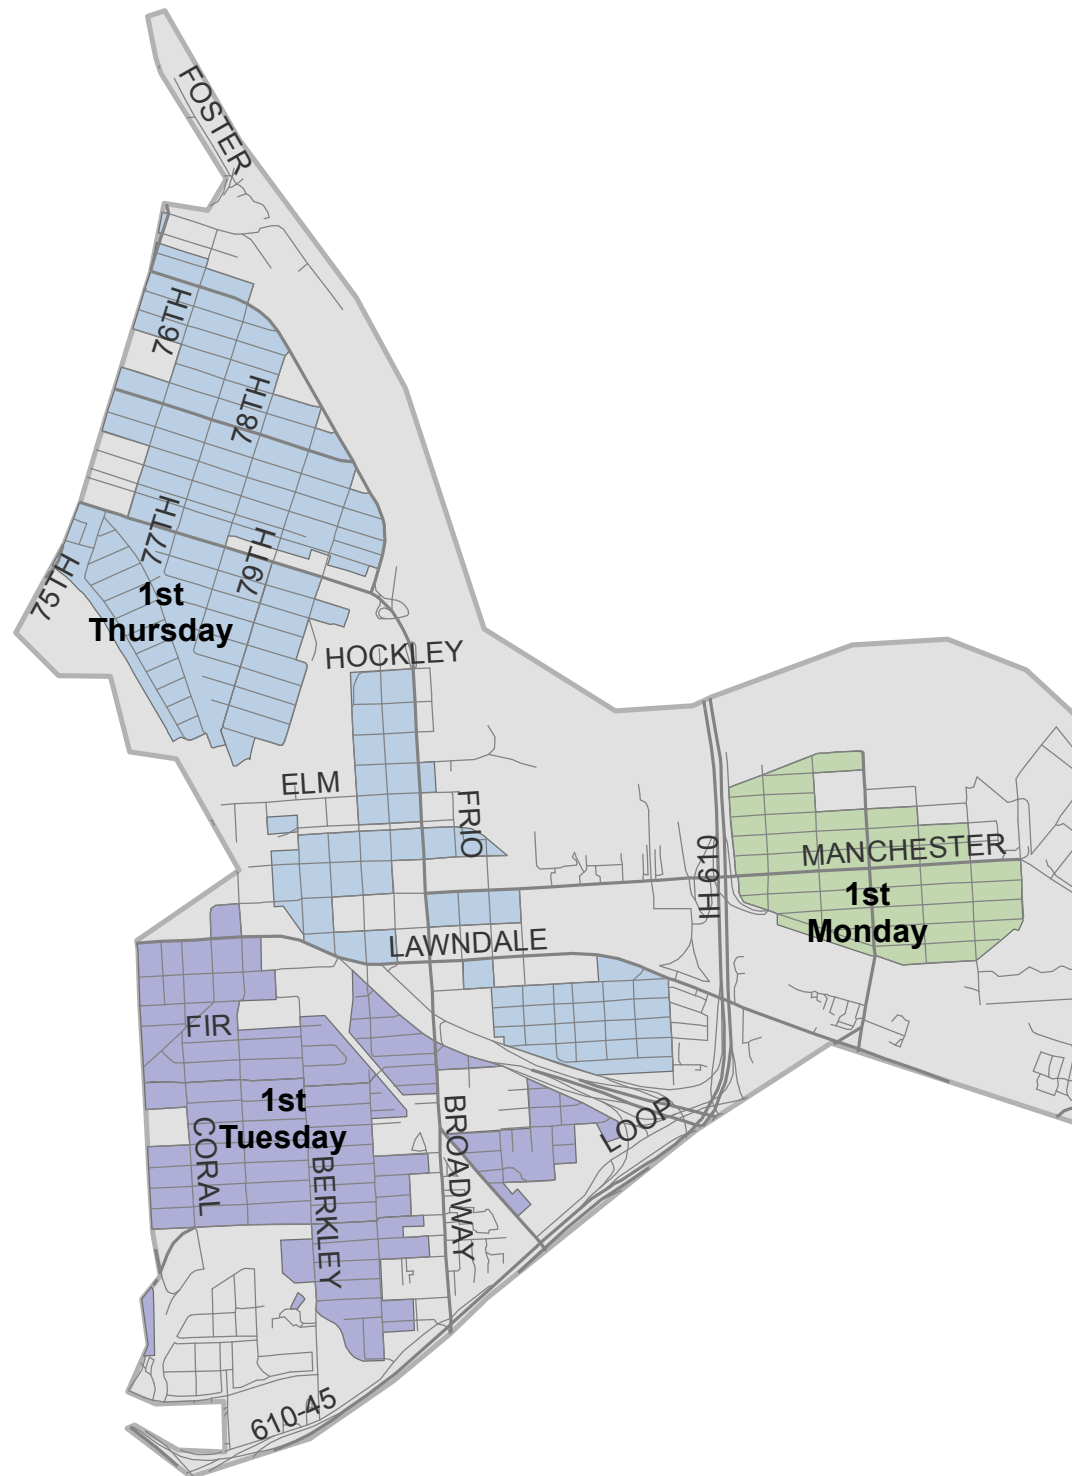 FOSTER
76TH
78TH
77TH
79TH
75TH
1st
Thursday
HOCKLEY
ELM
FRIO
IH 610
MANCHESTER
1st
Monday
LAWNDALE
FIR
1st
Tuesday
CORAL
BERKLEY
BROADWAY
LOOP
610-45